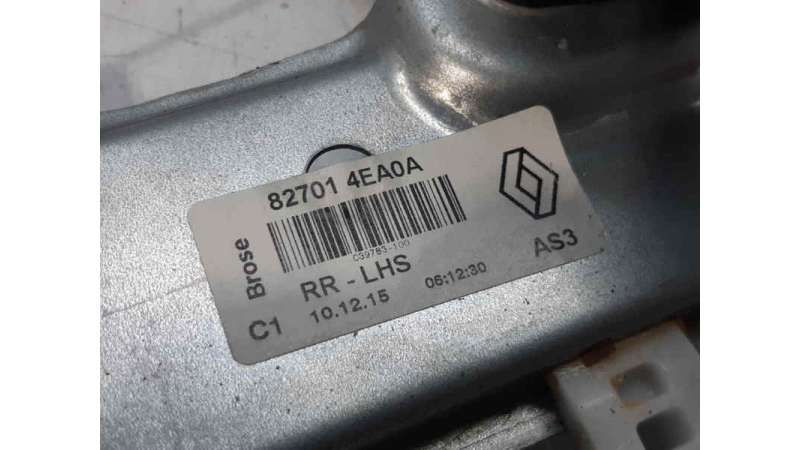 82701 4EA0A
C39783-100
Brose
RR - LHS
AS3
C1 10.12.15 06:12:30